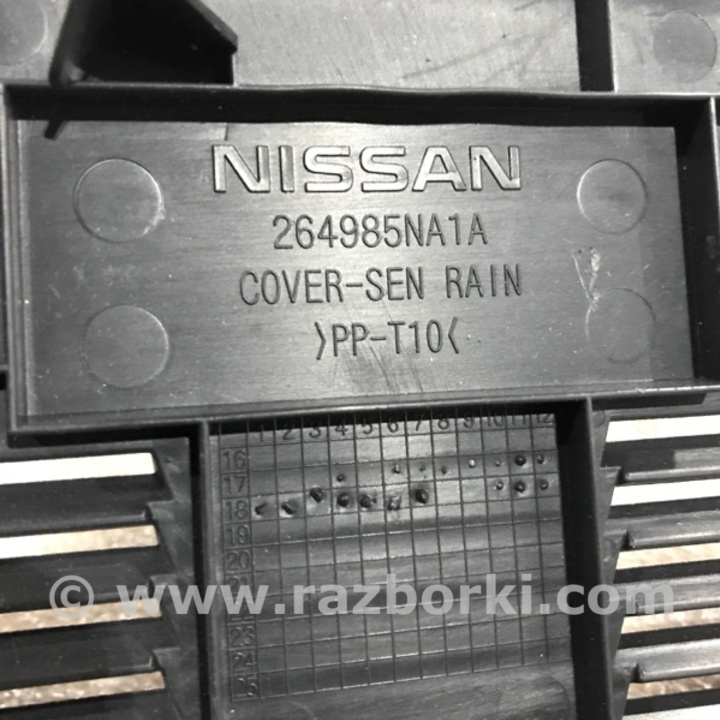 NISSAN
264985NA1A
COVER-SEN RAIN
>PP-T10<
1 2 3 4 5 6 7 8 9 10 11 12
16
17
18
19
20
21
© www.razborki.com
22
23
24
25